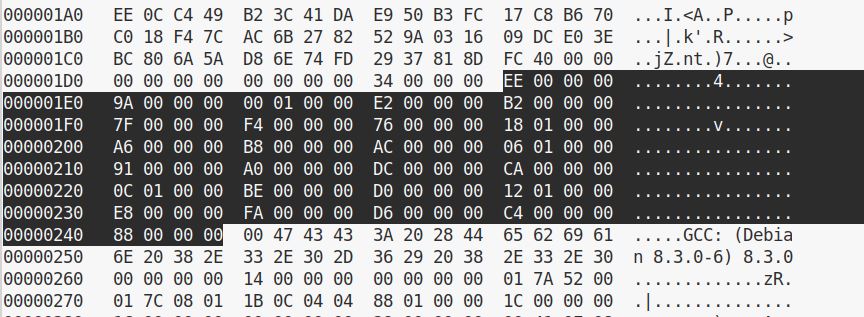 000001A0 EE 0C C4 49 B2 3C 41 DA E9 50 B3 FC 17 C8 B6 70 ...I.<A..P.....p
000001B0 C0 18 F4 7C AC 6B 27 82 52 9A 03 16 09 DC E0 3E ...|.k'.R......>
000001C0 BC 80 6A 5A D8 6E 74 FD 29 37 81 8D FC 40 00 00 ..jZ.nt.)7...@..
000001D0 00 00 00 00 00 00 00 00 34 00 00 00 EE 00 00 00 ........4.......
000001E0 9A 00 00 00 00 01 00 00 E2 00 00 00 B2 00 00 00 ................
000001F0 7F 00 00 00 F4 00 00 00 76 00 00 00 18 01 00 00 ........v.......
00000200 A6 00 00 00 B8 00 00 00 AC 00 00 00 06 01 00 00 ................
00000210 91 00 00 00 A0 00 00 00 DC 00 00 00 CA 00 00 00 ................
00000220 0C 01 00 00 BE 00 00 00 D0 00 00 00 12 01 00 00 ................
00000230 E8 00 00 00 FA 00 00 00 D6 00 00 00 C4 00 00 00 ................
00000240 88 00 00 00 00 47 43 43 3A 20 28 44 65 62 69 61 .....GCC: (Debia
00000250 6E 20 38 2E 33 2E 30 2D 36 29 20 38 2E 33 2E 30 n 8.3.0-6) 8.3.0
00000260 00 00 00 00 14 00 00 00 00 00 00 00 01 7A 52 00 .............zR.
00000270 01 7C 08 01 1B 0C 04 04 88 01 00 00 1C 00 00 00 .|..............